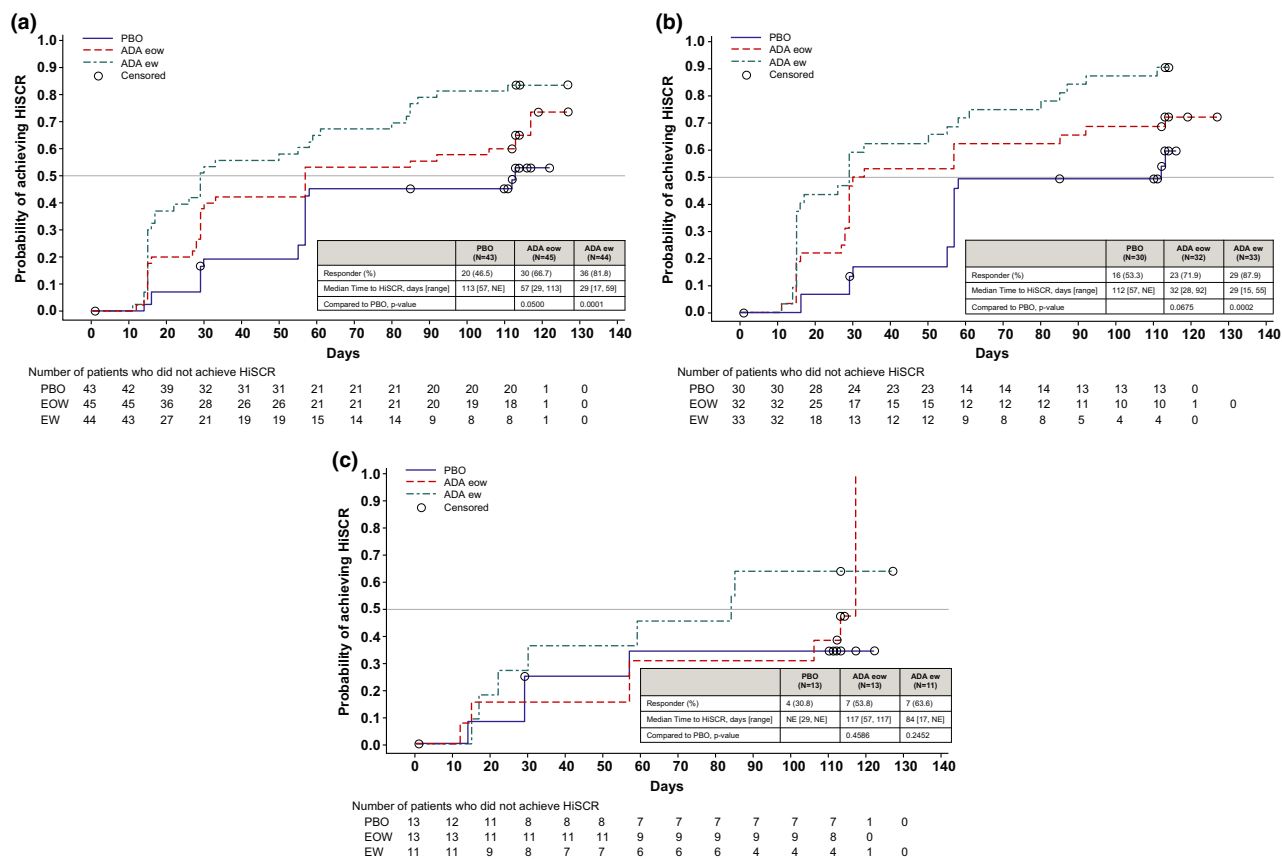 (a)
PBO
ADA eow
ADA ew
Censored
1.0
0.9
0.8
0.7
0.6
0.5
0.4
0.3
0.2
0.1
0.0
Probability of achieving HiSCR
PBO (N=43) ADA eow (N=45) ADA ew (N=44)
Responder (%) 20 (46.5) 30 (66.7) 36 (81.8)
Median Time to HiSCR, days [range] 113 [57, NE] 57 [29, 113] 29 [17, 59]
Compared to PBO, p-value 0.0500 0.0001
0 10 20 30 40 50 60 70 80 90 100 110 120 130 140
Days
Number of patients who did not achieve HiSCR
PBO 43 42 39 32 31 31 21 21 21 20 20 20 1 0
EOW 45 45 36 28 26 26 21 21 21 20 19 18 1 0
EW 44 43 27 21 19 19 15 14 14 9 8 8 1 0
(b)
PBO
ADA eow
ADA ew
Censored
1.0
0.9
0.8
0.7
0.6
0.5
0.4
0.3
0.2
0.1
0.0
Probability of achieving HiSCR
PBO (N=30) ADA eow (N=32) ADA ew (N=33)
Responder (%) 16 (53.3) 23 (71.9) 29 (87.9)
Median Time to HiSCR, days [range] 112 [57, NE] 32 [28, 92] 29 [15, 55]
Compared to PBO, p-value 0.0675 0.0002
0 10 20 30 40 50 60 70 80 90 100 110 120 130 140
Days
Number of patients who did not achieve HiSCR
PBO 30 30 28 24 23 23 14 14 14 13 13 13 0
EOW 32 32 25 17 15 15 12 12 12 11 10 10 1 0
EW 33 32 18 13 12 12 9 8 8 5 4 4 0
(c)
PBO
ADA eow
ADA ew
Censored
1.0
0.9
0.8
0.7
0.6
0.5
0.4
0.3
0.2
0.1
0.0
Probability of achieving HiSCR
PBO (N=13) ADA eow (N=13) ADA ew (N=11)
Responder (%) 4 (30.8) 7 (53.8) 7 (63.6)
Median Time to HiSCR, days [range] NE [29, NE] 117 [57, 117] 84 [17, NE]
Compared to PBO, p-value 0.4586 0.2452
0 10 20 30 40 50 60 70 80 90 100 110 120 130 140
Days
Number of patients who did not achieve HiSCR
PBO 13 12 11 8 8 8 7 7 7 7 7 7 1 0
EOW 13 13 11 11 11 11 9 9 9 9 9 8 0
EW 11 11 9 8 7 7 6 6 6 4 4 4 1 0